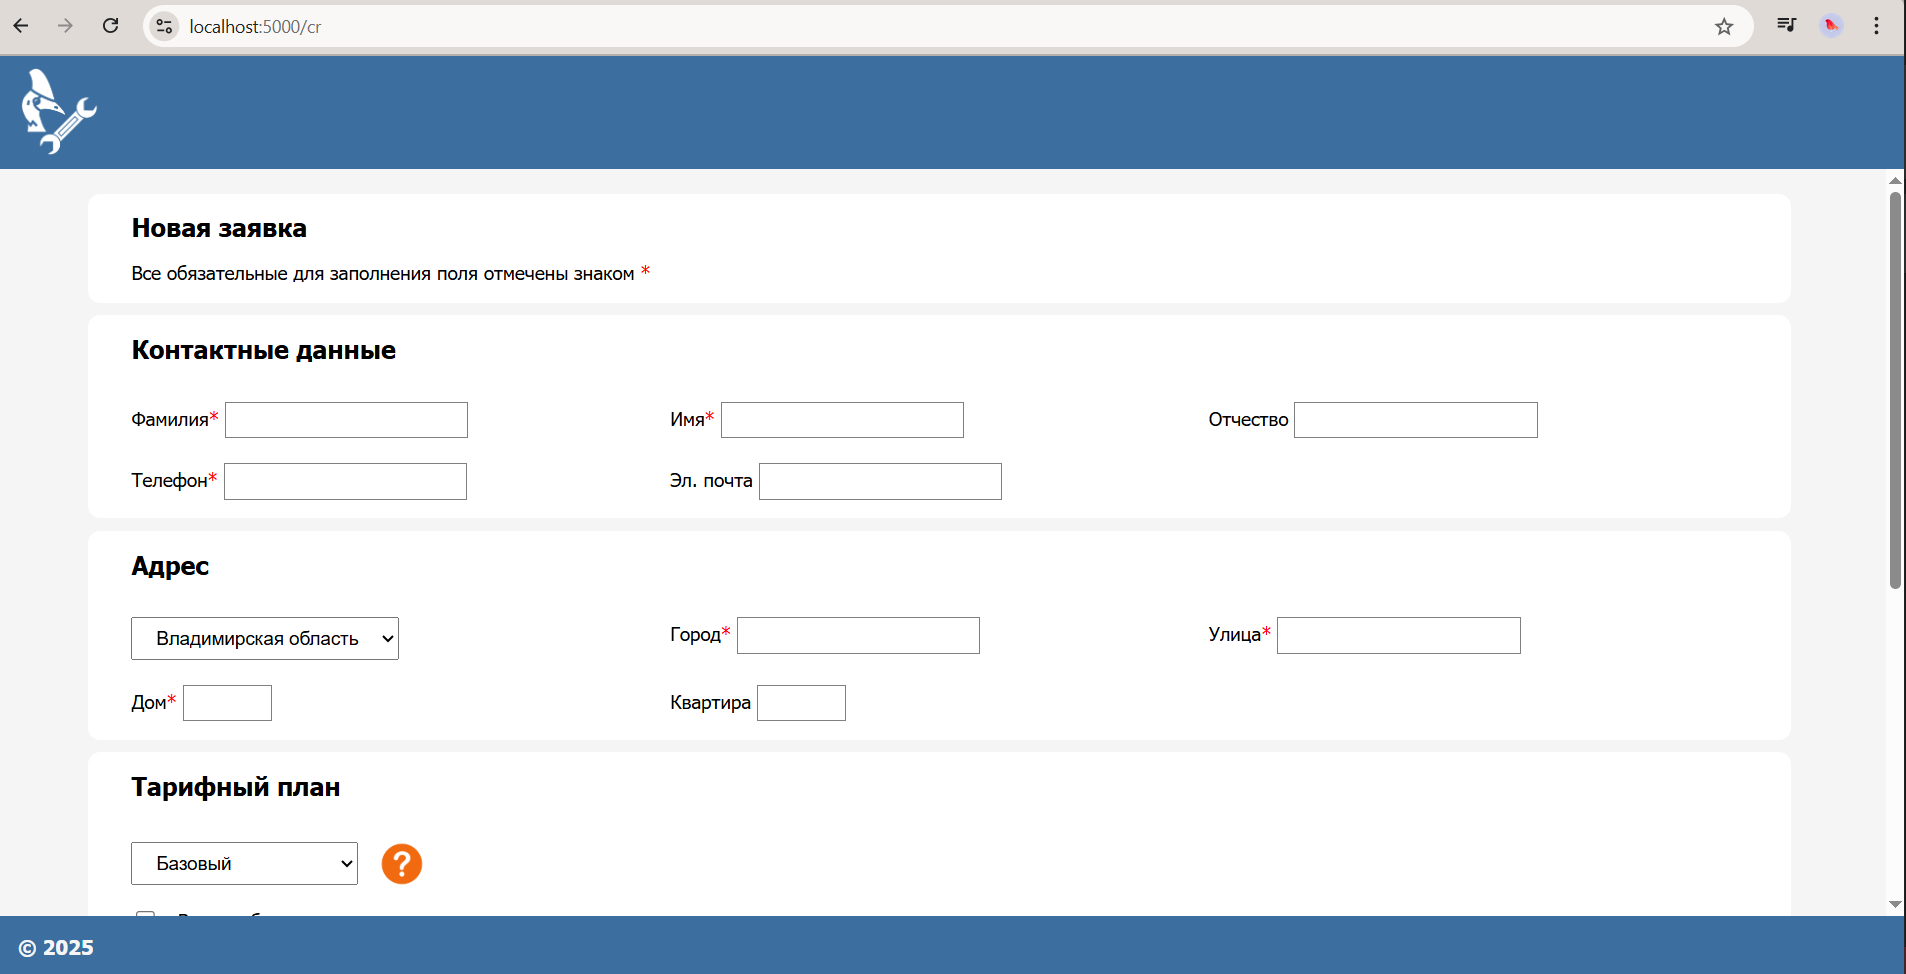 localhost:5000/cr
Новая заявка
Все обязательные для заполнения поля отмечены знаком *
Контактные данные
Фамилия* Имя* Отчество
Телефон* Эл. почта
Адрес
Владимирская область Город* Улица*
Дом* Квартира
Тарифный план
Базовый ?
© 2025